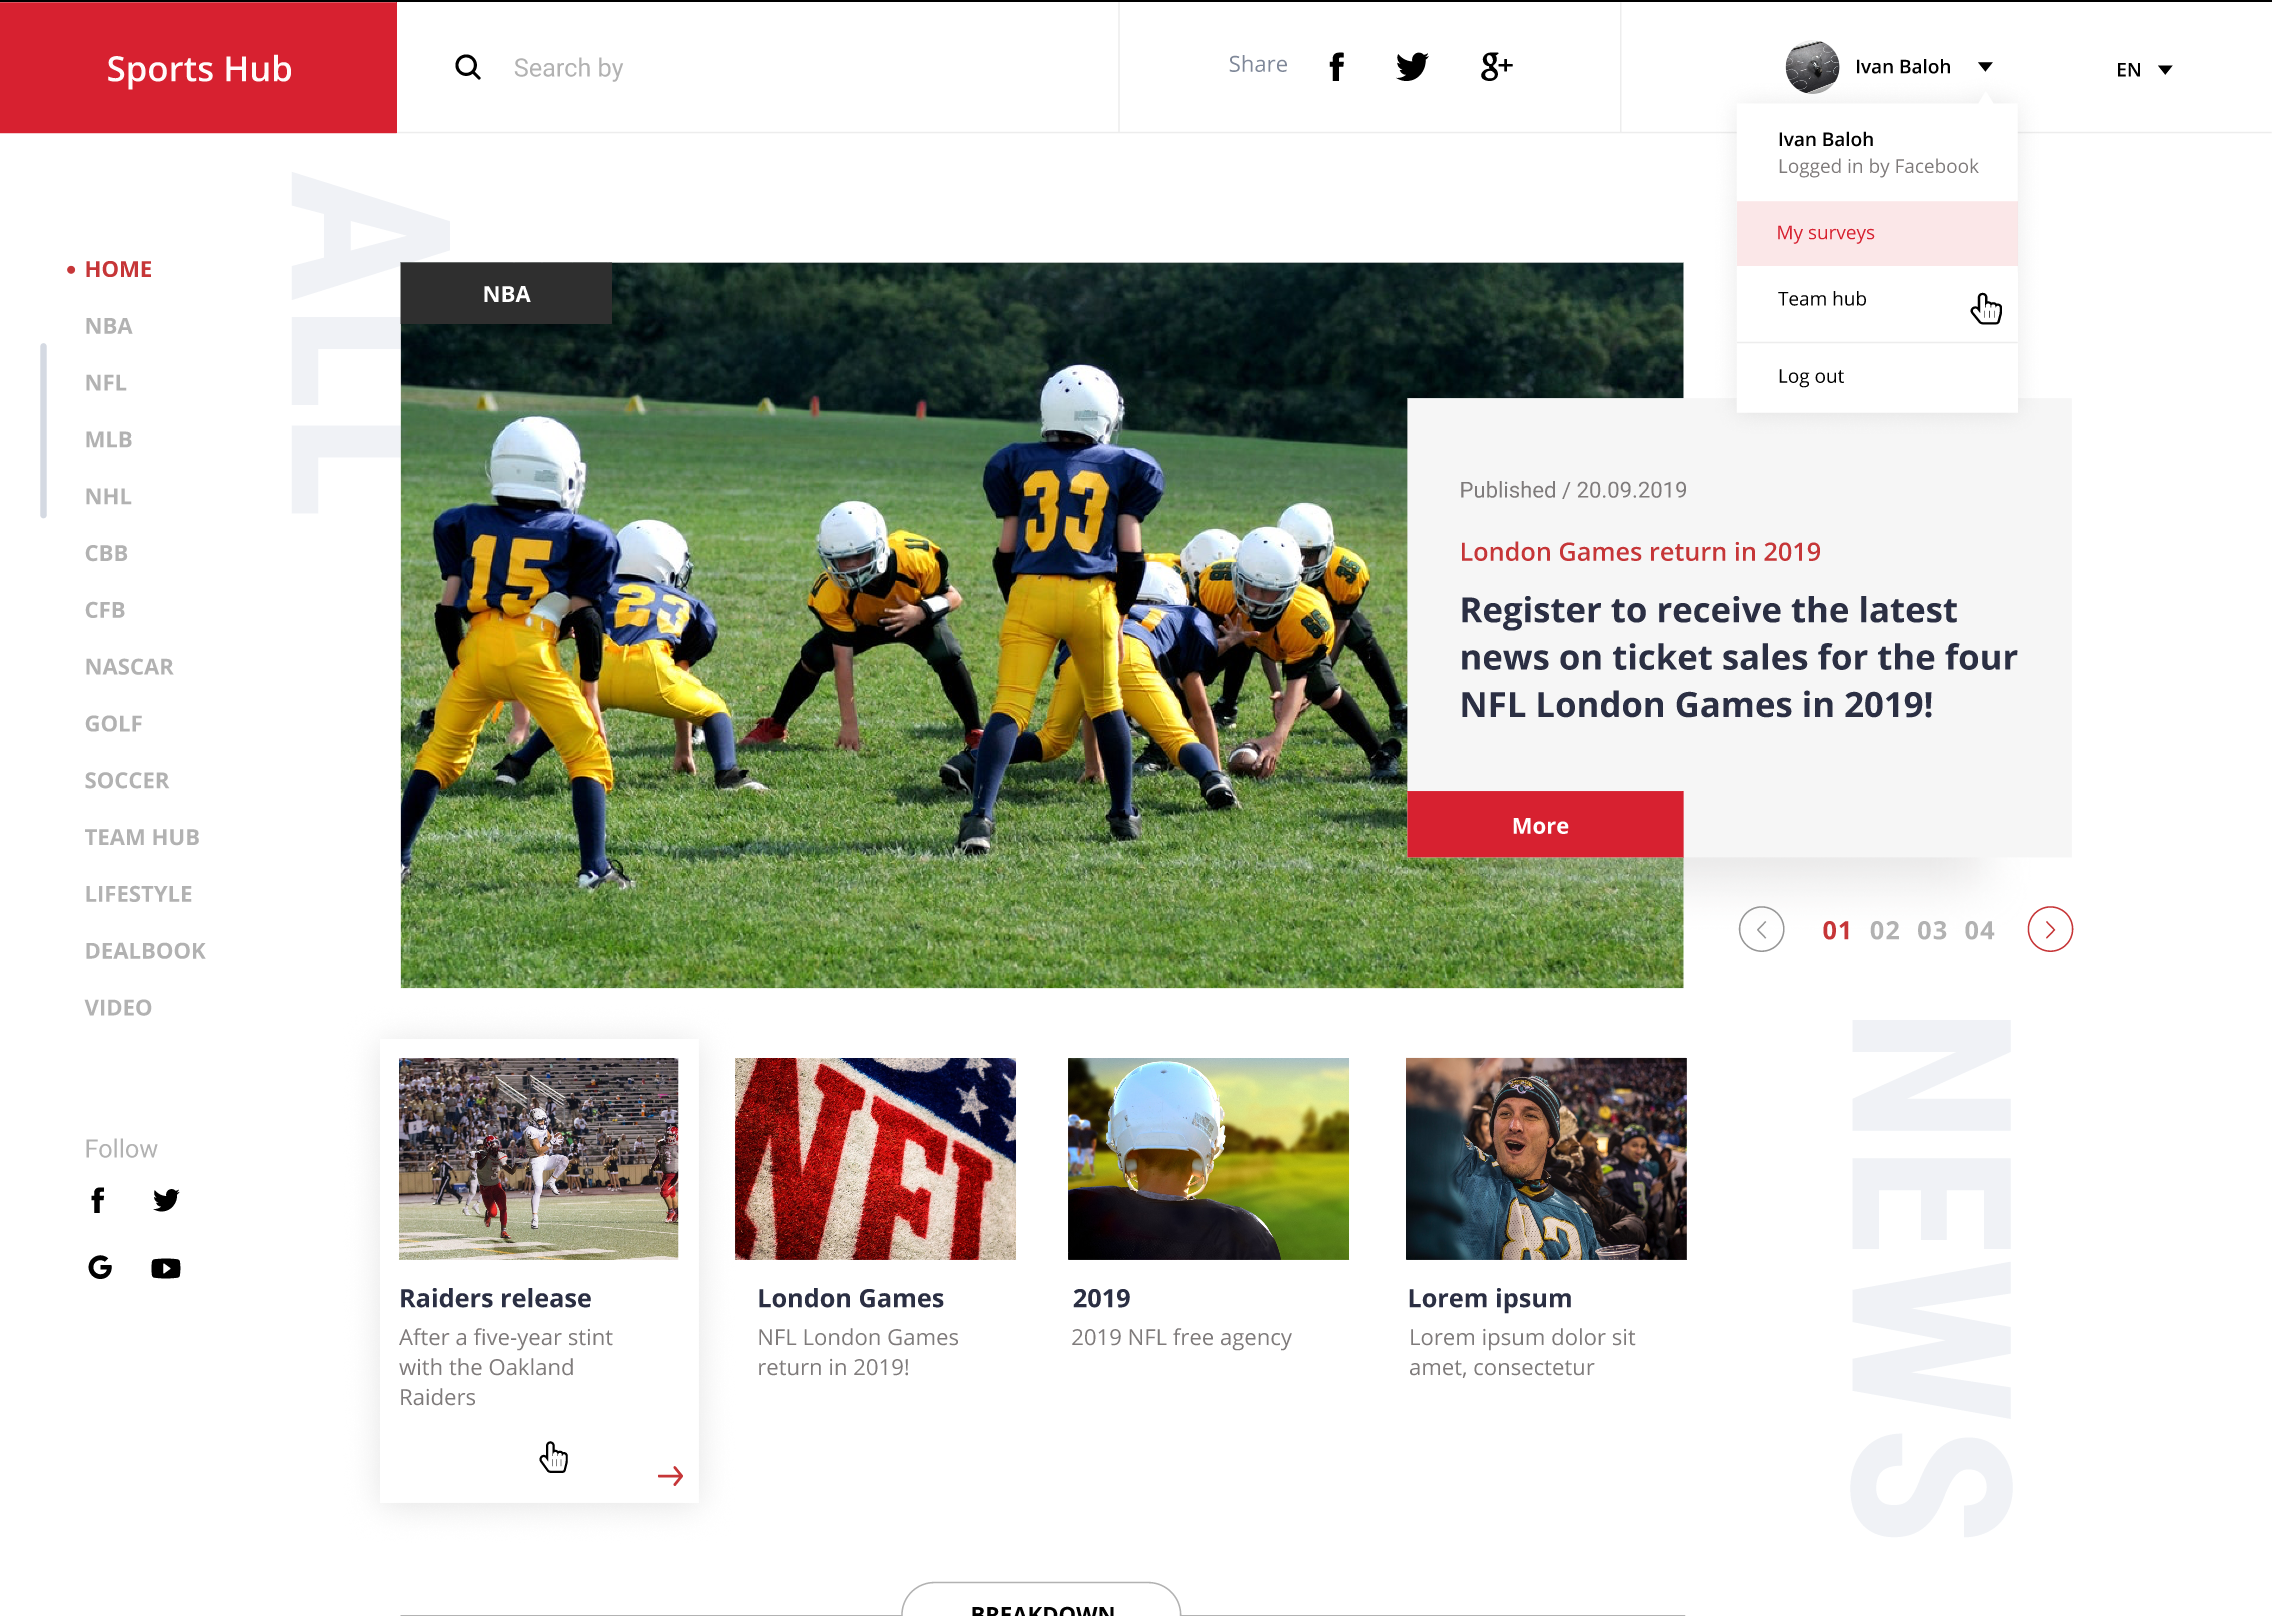 Sports Hub
Search by
Share
Ivan Baloh
EN
Ivan Baloh
Logged in by Facebook
My surveys
Team hub
Log out
ALL
HOME
NBA
NFL
MLB
NHL
CBB
CFB
NASCAR
GOLF
SOCCER
TEAM HUB
LIFESTYLE
DEALBOOK
VIDEO
Follow
NBA
15
23
33
Published / 20.09.2019
London Games return in 2019
Register to receive the latest
news on ticket sales for the four
NFL London Games in 2019!
More
01 02 03 04
NEWS
NFL
Raiders release
After a five-year stint
with the Oakland
Raiders
London Games
NFL London Games
return in 2019!
2019
2019 NFL free agency
Lorem ipsum
Lorem ipsum dolor sit
amet, consectetur
BREAKDOWN